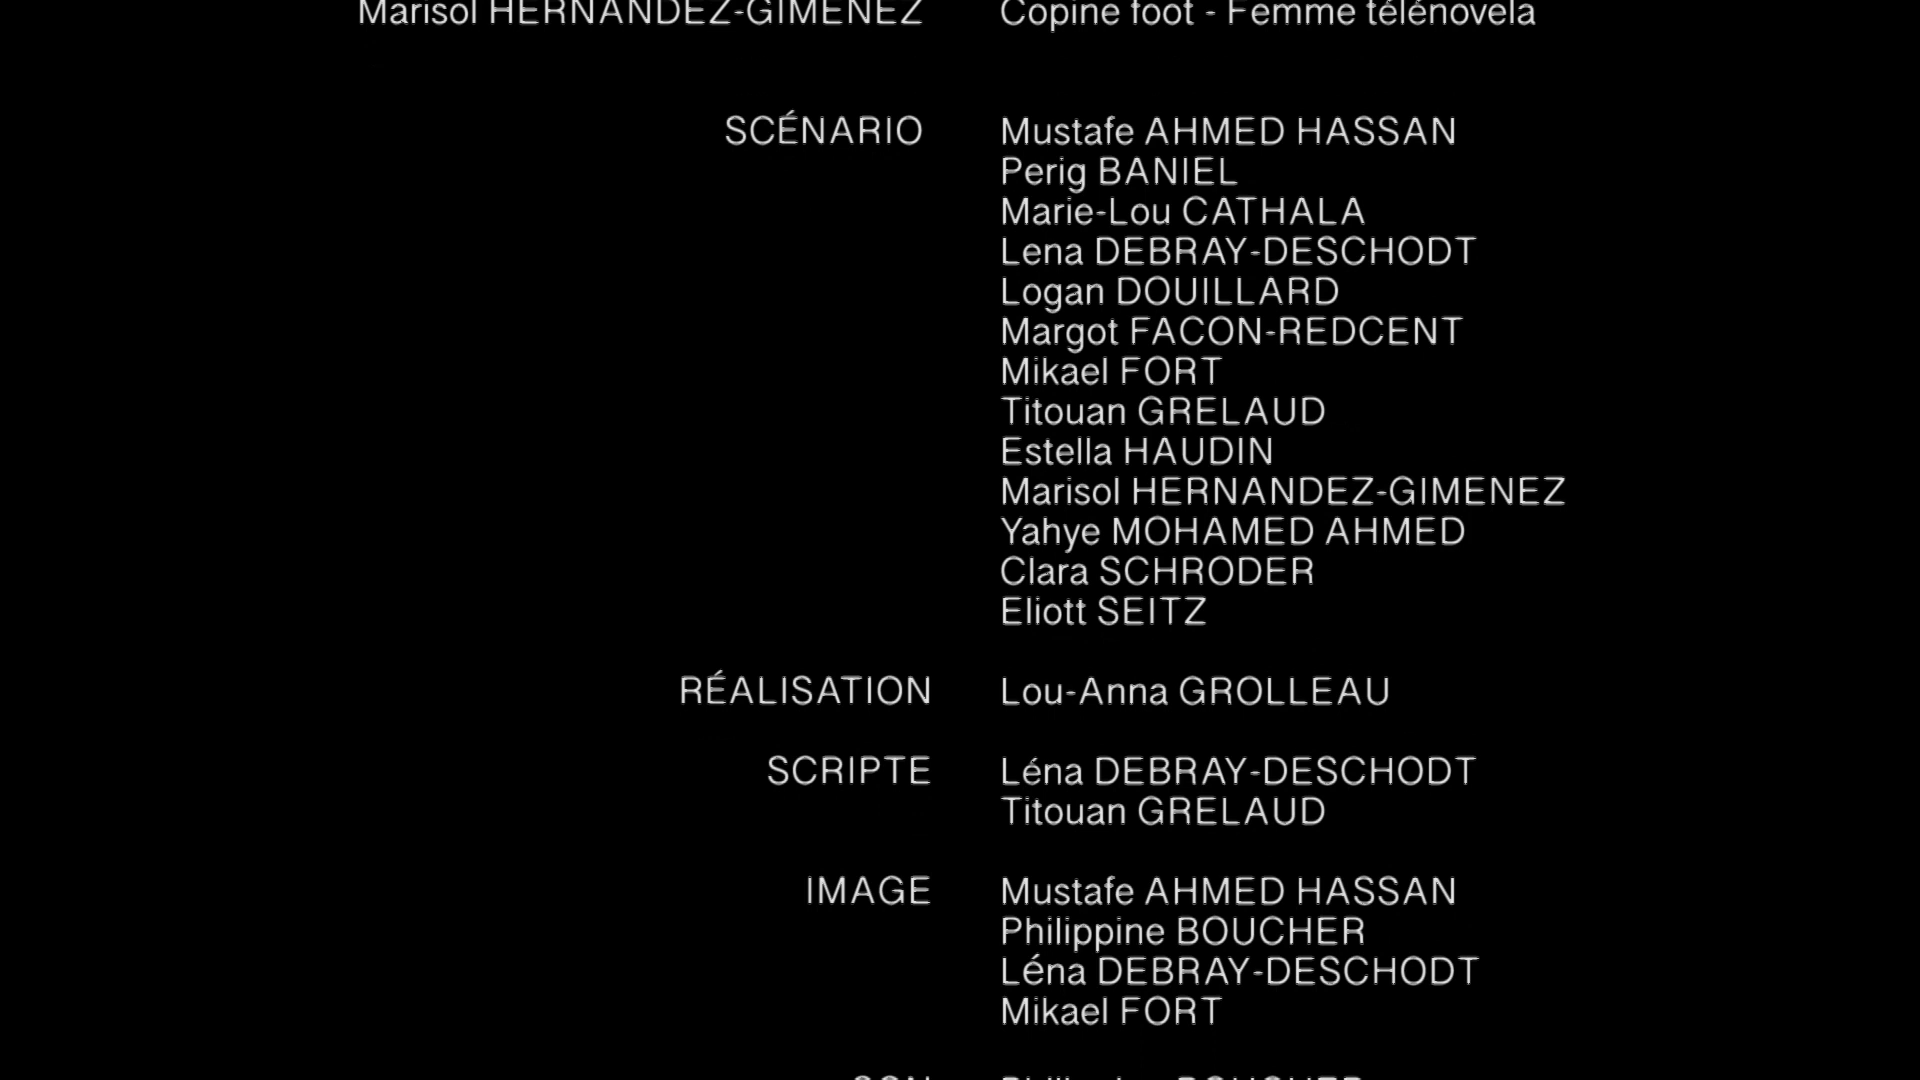 Marisol HERNANDEZ-GIMENEZ Copine foot - Femme télénovela
SCÉNARIO Mustafe AHMED HASSAN
Perig BANIEL
Marie-Lou CATHALA
Lena DEBRAY-DESCHODT
Logan DOUILLARD
Margot FACON-REDCENT
Mikael FORT
Titouan GRELAUD
Estella HAUDIN
Marisol HERNANDEZ-GIMENEZ
Yahye MOHAMED AHMED
Clara SCHRODER
Eliott SEITZ
RÉALISATION Lou-Anna GROLLEAU
SCRIPTE Léna DEBRAY-DESCHODT
Titouan GRELAUD
IMAGE Mustafe AHMED HASSAN
Philippine BOUCHER
Léna DEBRAY-DESCHODT
Mikael FORT